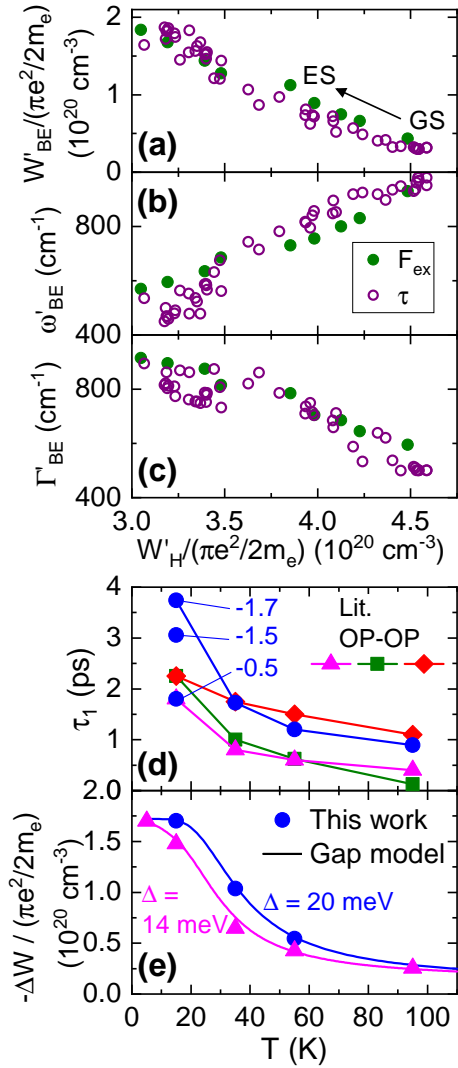 W'BE/(πe²/2mₑ)
(10²⁰ cm⁻³)
2
1
0
(a)
ES
GS
ω'BE (cm⁻¹)
800
400
(b)
Fex
τ
Γ'BE (cm⁻¹)
800
400
(c)
3.0
3.5
4.0
4.5
W'H/(πe²/2mₑ) (10²⁰ cm⁻³)
τ₁ (ps)
4
3
2
1
(d)
-1.7
-1.5
-0.5
Lit.
OP-OP
-ΔW / (πe²/2mₑ)
(10²⁰ cm⁻³)
2.0
1.5
1.0
0.5
0.0
(e)
This work
Gap model
Δ =
14 meV
Δ = 20 meV
0
20
40
60
80
100
T (K)